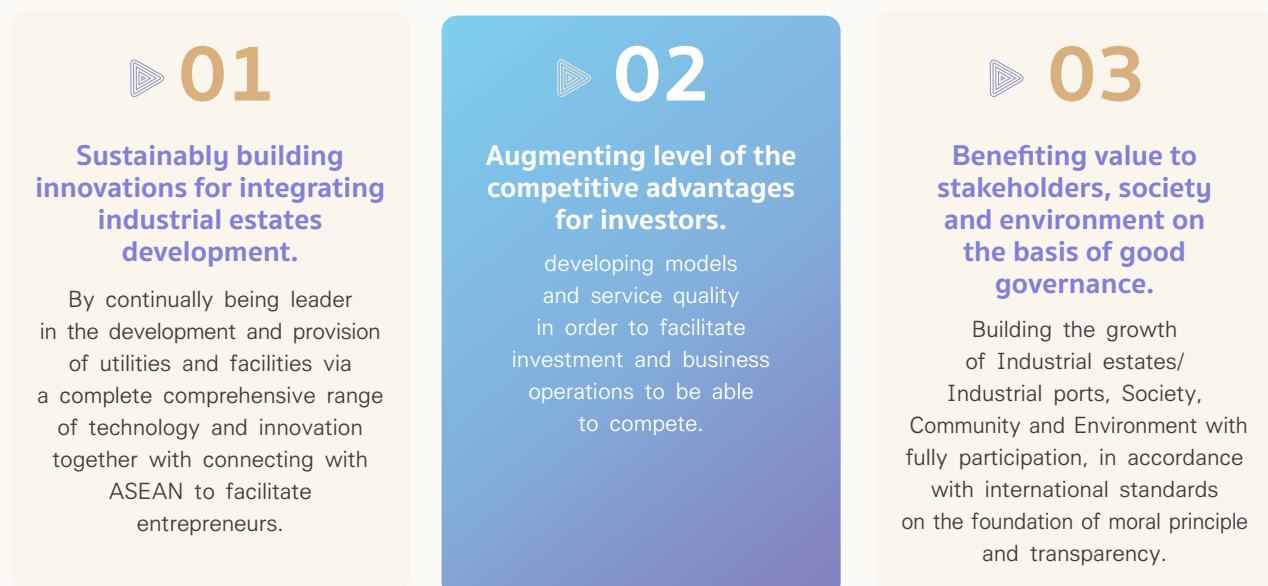 01
Sustainably building
innovations for integrating
industrial estates
development.
By continually being leader
in the development and provision
of utilities and facilities via
a complete comprehensive range
of technology and innovation
together with connecting with
ASEAN to facilitate
entrepreneurs.
02
Augmenting level of the
competitive advantages
for investors.
developing models
and service quality
in order to facilitate
investment and business
operations to be able
to compete.
03
Benefiting value to
stakeholders, society
and environment on
the basis of good
governance.
Building the growth
of Industrial estates/
Industrial ports, Society,
Community and Environment with
fully participation, in accordance
with international standards
on the foundation of moral principle
and transparency.